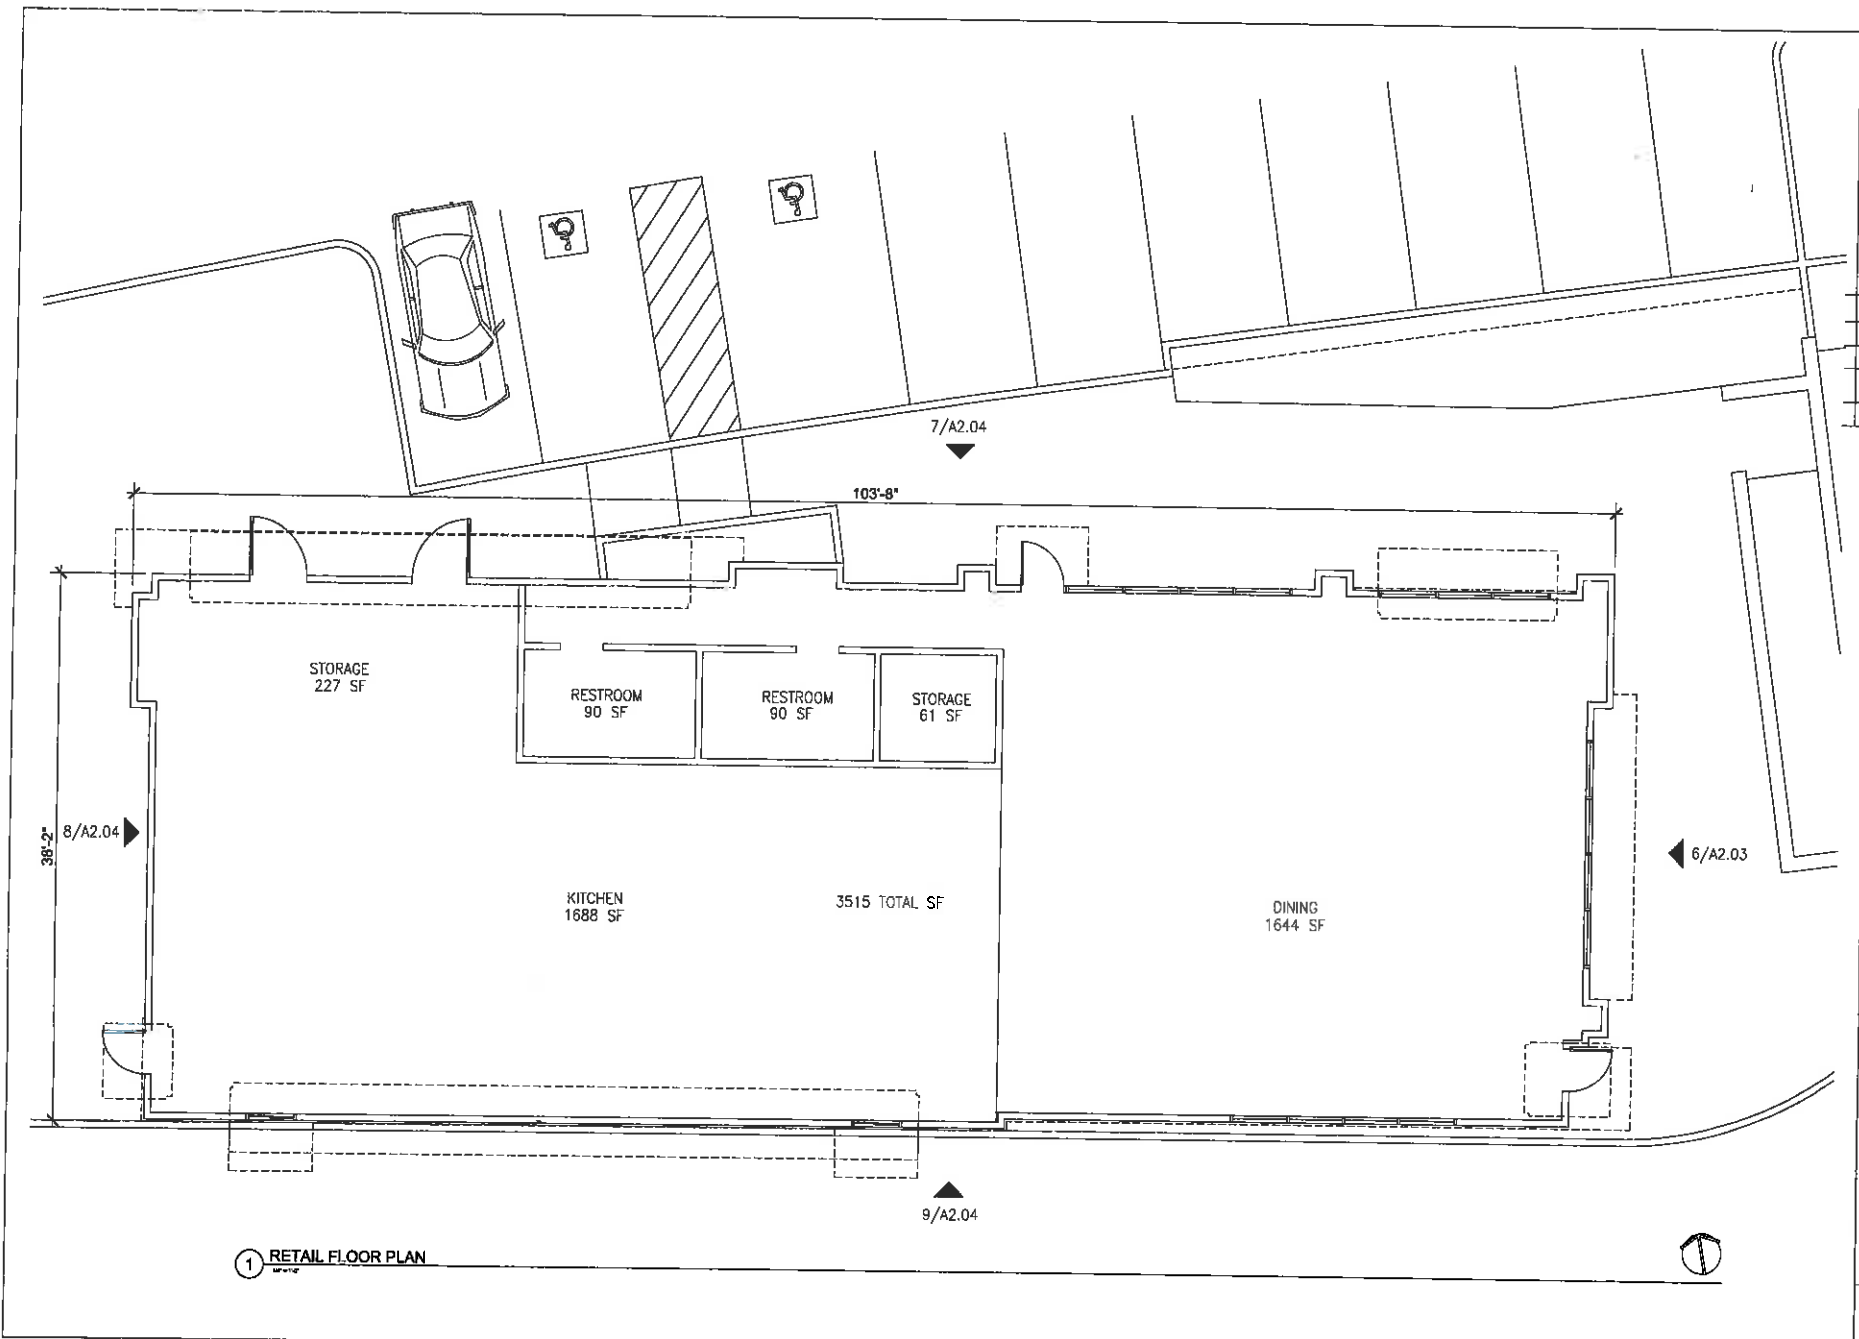 7/A2.04
103'-8"
STORAGE
227 SF
RESTROOM
90 SF
RESTROOM
90 SF
STORAGE
61 SF
38'-2"
8/A2.04
6/A2.03
KITCHEN
1688 SF
3515 TOTAL SF
DINING
1644 SF
9/A2.04
1 RETAIL FLOOR PLAN